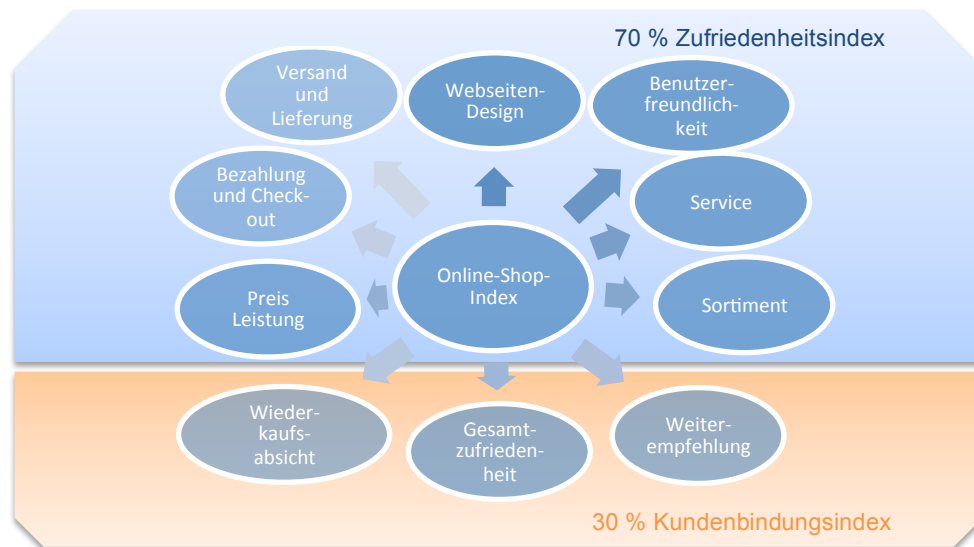 70 % Zufriedenheitsindex
Versand
und
Lieferung
Webseiten-
Design
Benutzer-
freundlich-
keit
Bezahlung
und Check-
out
Service
Online-Shop-
Index
Preis
Leistung
Sortiment
Wieder-
kaufs-
absicht
Gesamt-
zufrieden-
heit
Weiter-
empfehlung
30 % Kundenbindungsindex